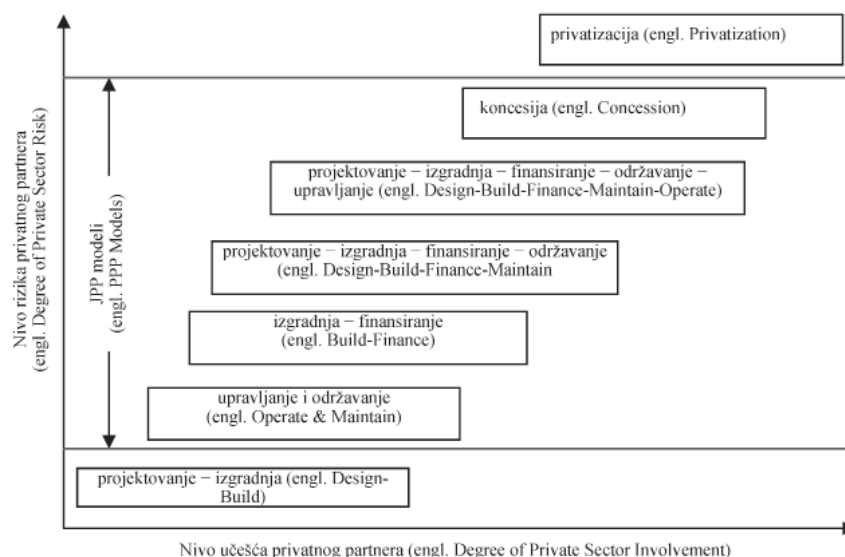 privatizacija (engl. Privatization)
koncesija (engl. Concession)
projektovanje − izgradnja − finansiranje − održavanje −
upravljanje (engl. Design-Build-Finance-Maintain-Operate)
projektovanje − izgradnja − finansiranje − održavanje
(engl. Design-Build-Finance-Maintain
izgradnja − finansiranje
(engl. Build-Finance)
upravljanje i održavanje
(engl. Operate & Maintain)
projektovanje − izgradnja (engl. Design-
Build)
Nivo rizika privatnog partnera
(engl. Degree of Private Sector Risk)
JPP modeli
(engl. PPP Models)
Nivo učešća privatnog partnera (engl. Degree of Private Sector Involvement)